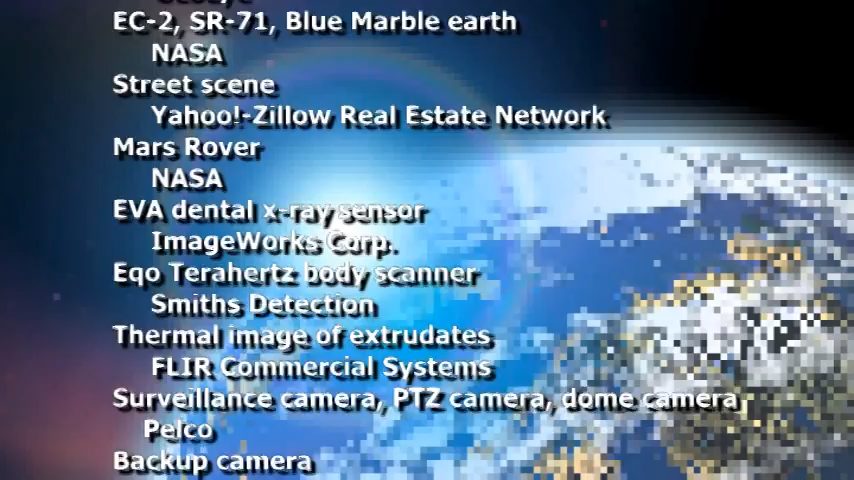 EC-2, SR-71, Blue Marble earth
NASA
Street scene
Yahoo!-Zillow Real Estate Network
Mars Rover
NASA
EVA dental x-ray sensor
ImageWorks Corp.
Eqo Terahertz body scanner
Smiths Detection
Thermal image of extrudates
FLIR Commercial Systems
Surveillance camera, PTZ camera, dome camera
Pelco
Backup camera